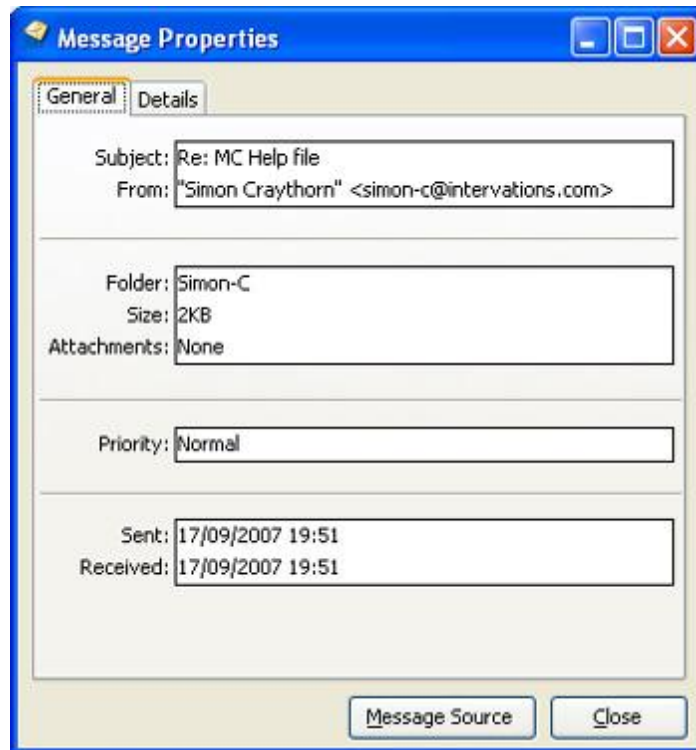 Message Properties
General Details
Subject: Re: MC Help file
From: "Simon Craythorn" <simon-c@intervations.com>
Folder: Simon-C
Size: 2KB
Attachments: None
Priority: Normal
Sent: 17/09/2007 19:51
Received: 17/09/2007 19:51
Message Source Close